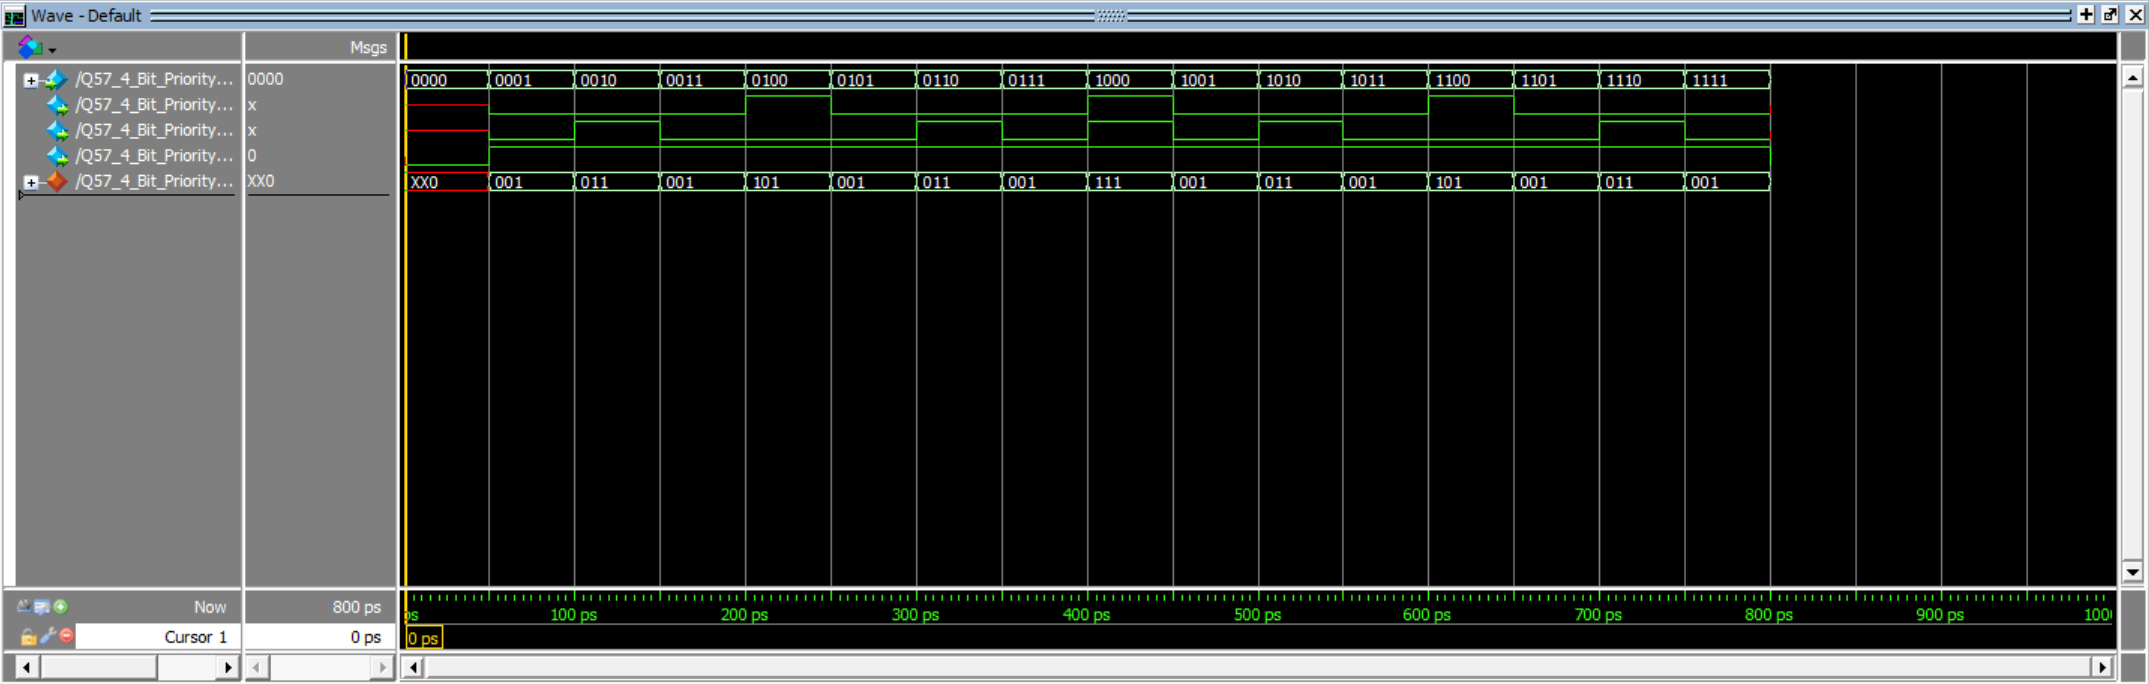 Wave - Default
Msgs
/Q57_4_Bit_Priority... 0000 0000 0001 0010 0011 0100 0101 0110 0111 1000 1001 1010 1011 1100 1101 1110 1111
/Q57_4_Bit_Priority... x
/Q57_4_Bit_Priority... x
/Q57_4_Bit_Priority... 0
/Q57_4_Bit_Priority... XX0 XX0 001 011 001 101 001 011 001 111 001 011 001 101 001 011 001
Now 800 ps ps 100 ps 200 ps 300 ps 400 ps 500 ps 600 ps 700 ps 800 ps 900 ps 100
Cursor 1 0 ps 0 ps